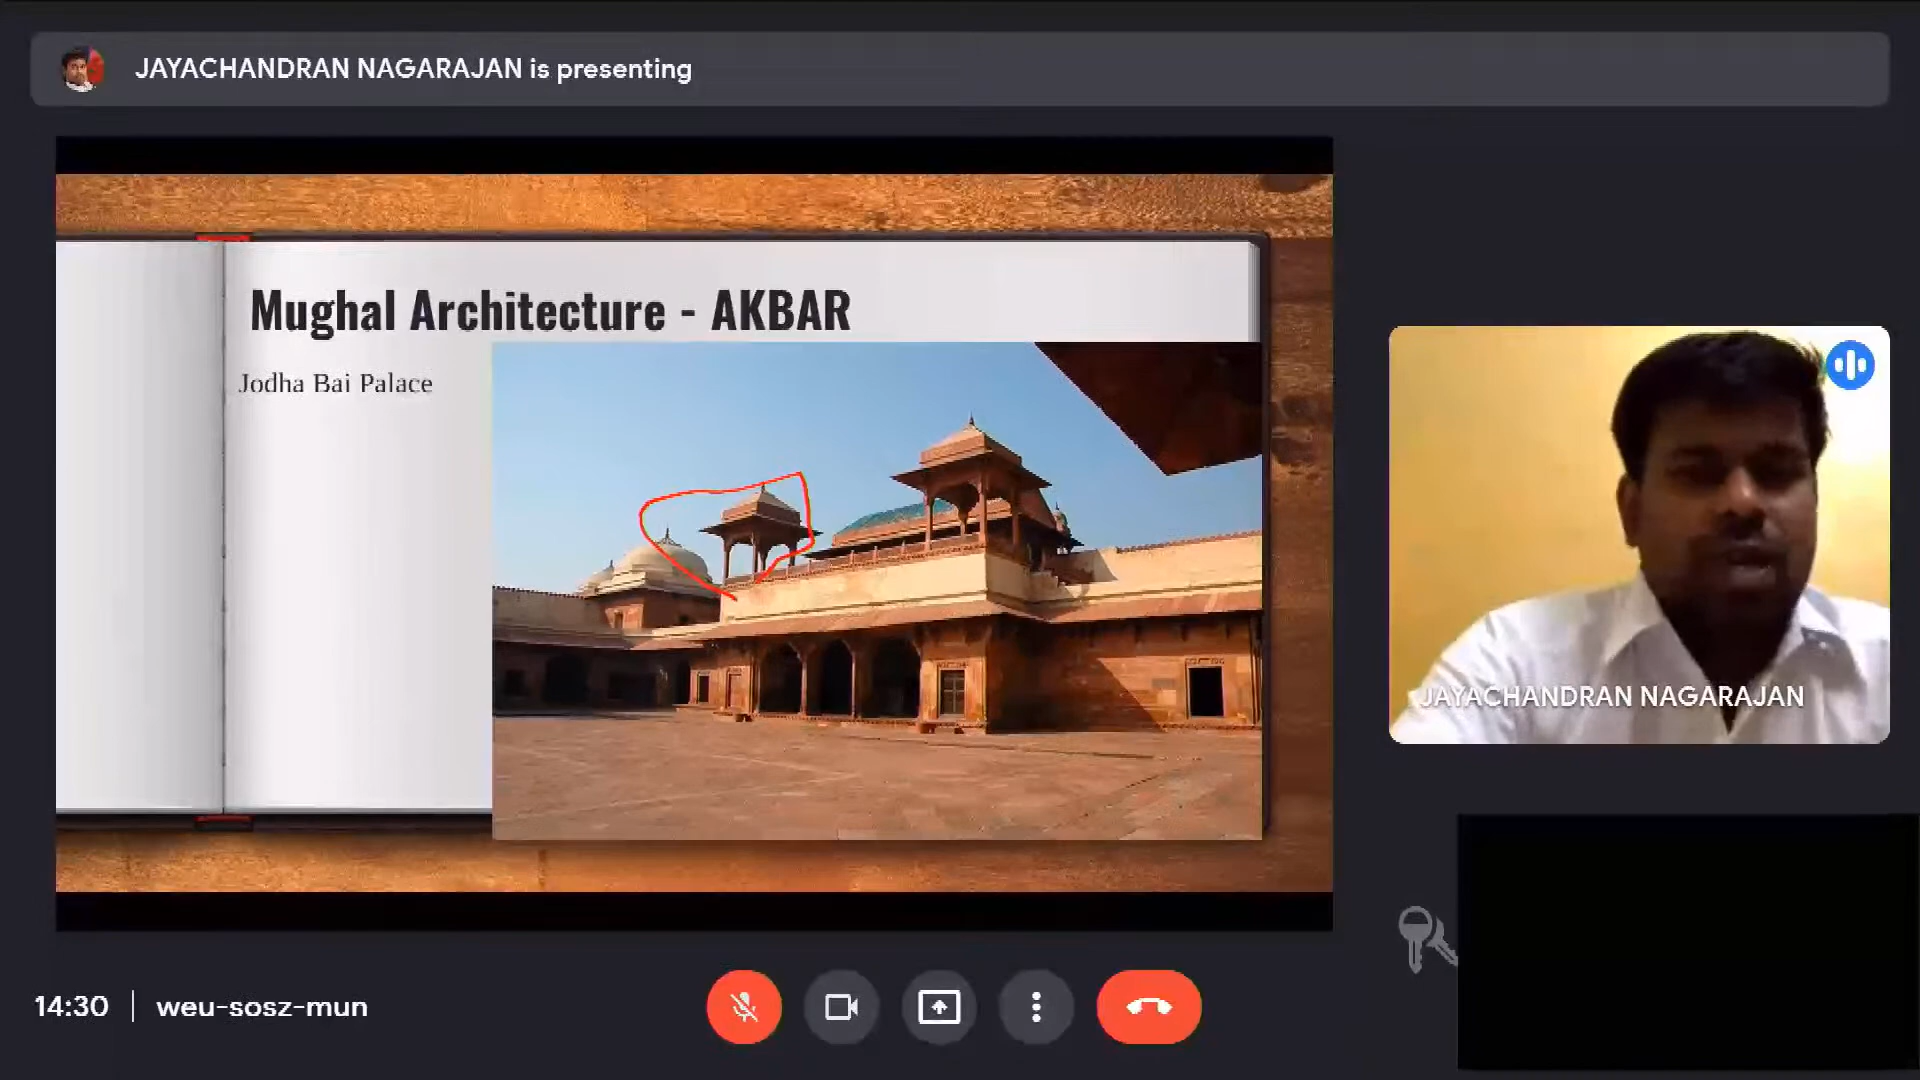 JAYACHANDRAN NAGARAJAN is presenting
Mughal Architecture - AKBAR
Jodha Bai Palace
JAYACHANDRAN NAGARAJAN
14:30
weu-sosz-mun